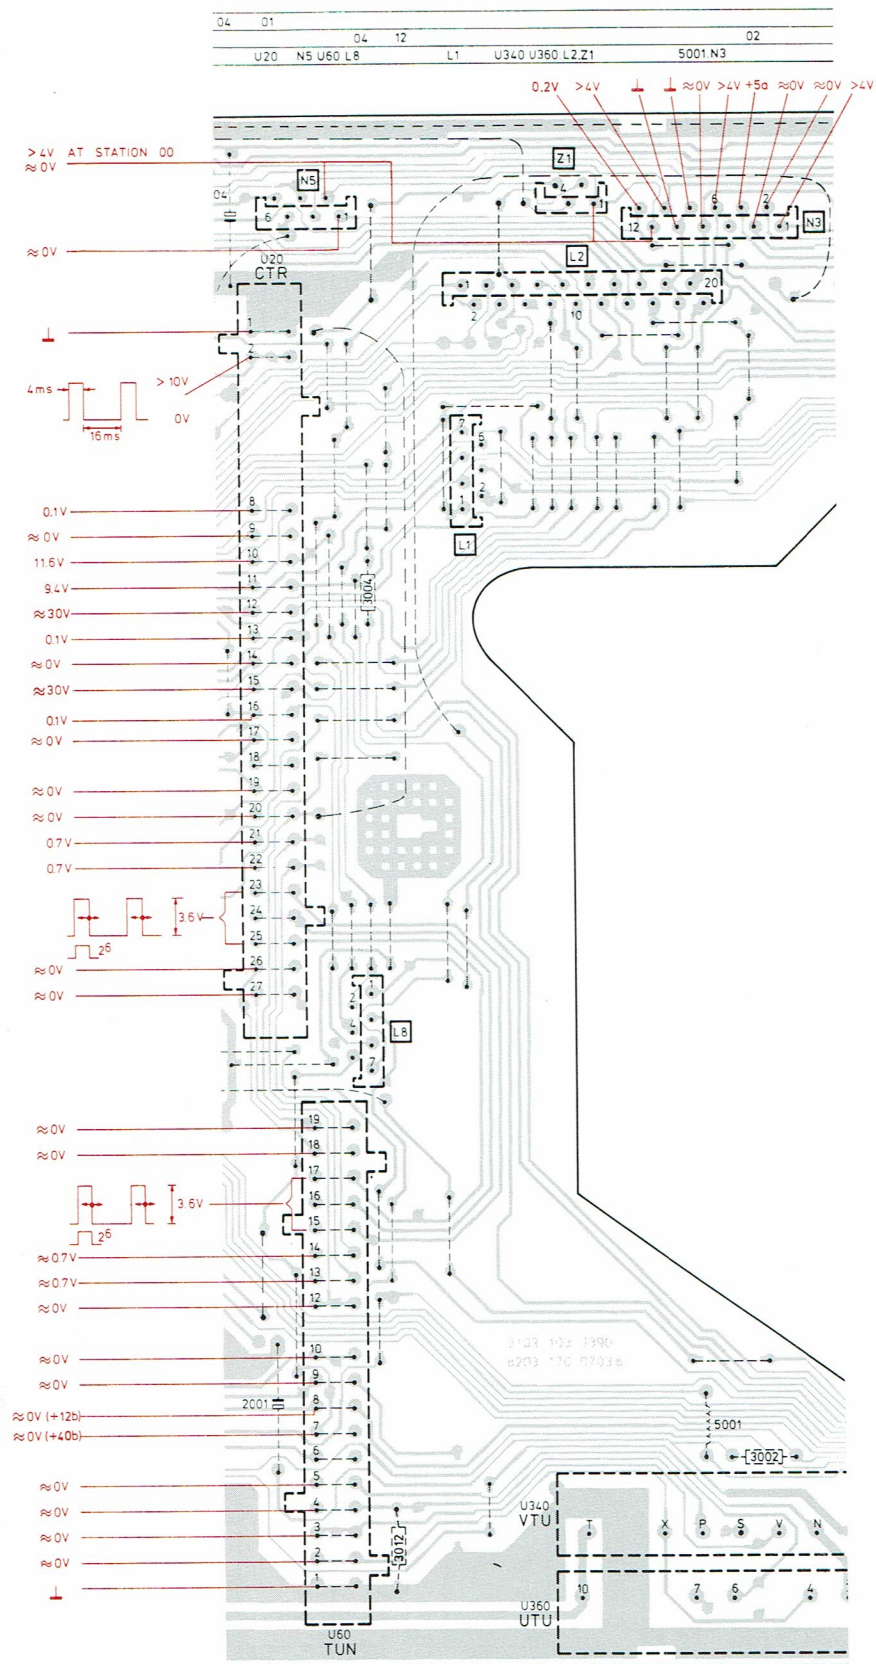 04 01
04 12 02
U20 N5 U60 L8 L1 U340 U360 L2,Z1 5001,N3
0.2V >4V ⊥ ⊥ ≈0V >4V +5a ≈0V ≈0V >4V
>4V AT STATION 00
≈0V
Z1
4
1
N5
04
6
1
6 2
12 1
N3
≈0V
U20
CTR
L2
1 20
2 10
⊥
1
2
4ms
>10V
0V
16ms
7
6
2
1
L1
0.1V 8
≈0V 9
11.6V 10
9.4V 11
≈30V 12
0.1V 13
≈0V 14
≈30V 15
0.1V 16
≈0V 17
18
≈0V 19
≈0V 20
0.7V 21
0.7V 22
23
3.6V 24
25
2⁶
≈0V 26
≈0V 27
3004
1
2
4
7
L8
≈0V 19
≈0V 18
17
3.6V 16
15
2⁶
≈0.7V 14
≈0.7V 13
≈0V 12
≈0V 10
≈0V 9
2001
≈0V (+12b) 8
≈0V (+40b) 7
6
≈0V 5
≈0V 4
≈0V 3
≈0V 2
⊥ 1
3012
5001
3002
U340
VTU
T X P S V N
U360
UTU
10 7 6 4
U60
TUN